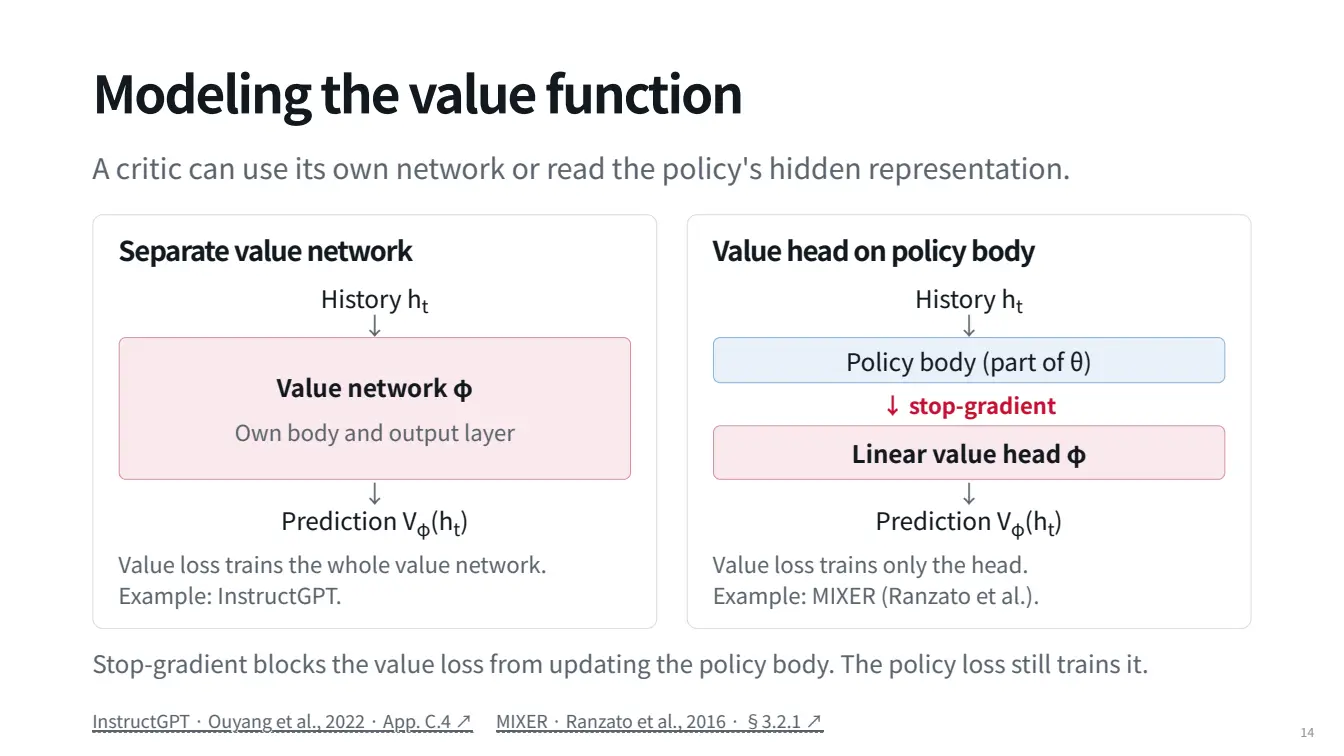 Modeling the value function
A critic can use its own network or read the policy's hidden representation.
Separate value network
History hₜ
↓
Value network ϕ
Own body and output layer
↓
Prediction V_ϕ(hₜ)
Value loss trains the whole value network.
Example: InstructGPT.
Value head on policy body
History hₜ
↓
Policy body (part of θ)
↓ stop-gradient
Linear value head ϕ
↓
Prediction V_ϕ(hₜ)
Value loss trains only the head.
Example: MIXER (Ranzato et al.).
Stop-gradient blocks the value loss from updating the policy body. The policy loss still trains it.
InstructGPT · Ouyang et al., 2022 · App. C.4 ↗
MIXER · Ranzato et al., 2016 · §3.2.1 ↗
14